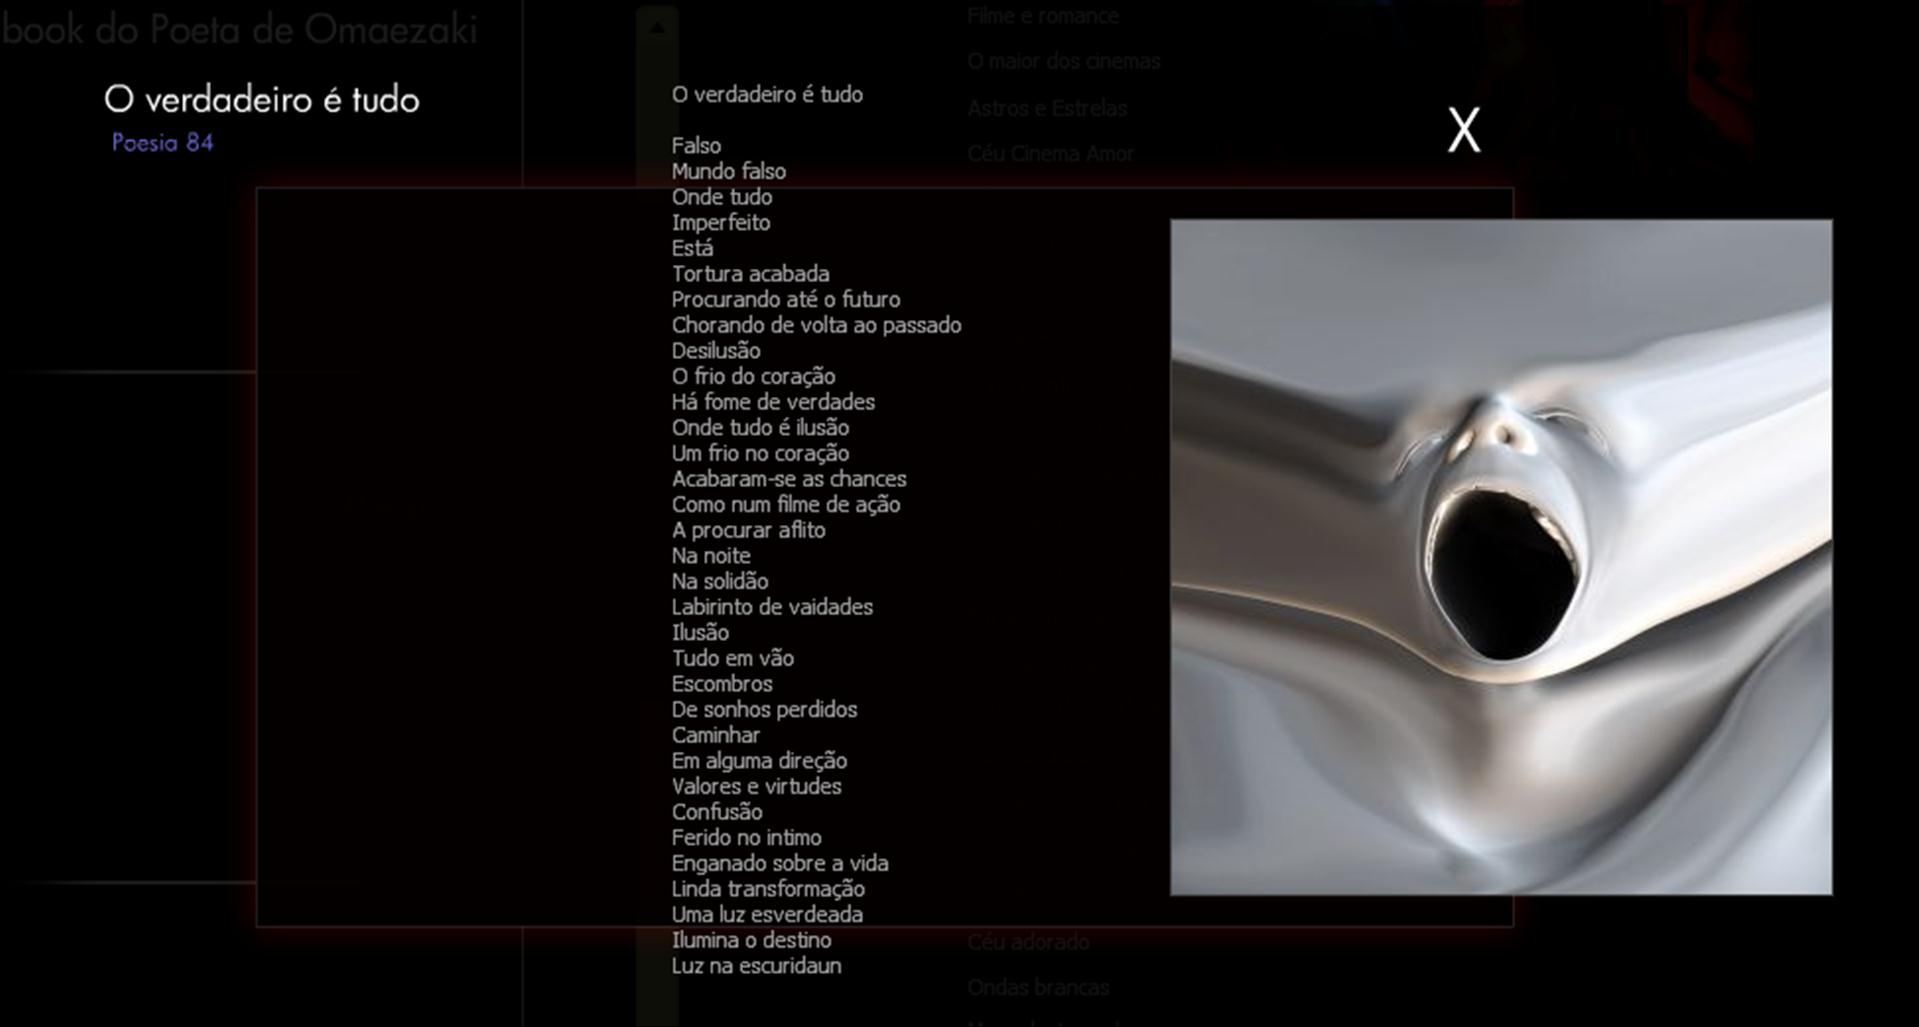 book do Poeta de Omaezaki
O verdadeiro é tudo
Poesia 84
O verdadeiro é tudo
Falso
Mundo falso
Onde tudo
Imperfeito
Está
Tortura acabada
Procurando até o futuro
Chorando de volta ao passado
Desilusão
O frio do coração
Há fome de verdades
Onde tudo é ilusão
Um frio no coração
Acabaram-se as chances
Como num filme de ação
A procurar aflito
Na noite
Na solidão
Labirinto de vaidades
Ilusão
Tudo em vão
Escombros
De sonhos perdidos
Caminhar
Em alguma direção
Valores e virtudes
Confusão
Ferido no intimo
Enganado sobre a vida
Linda transformação
Uma luz esverdeada
Ilumina o destino
Luz na escuridaun
Filme e romance
O maior dos cinemas
Astros e Estrelas
Céu Cinema Amor
X
Céu adorado
Ondas brancas